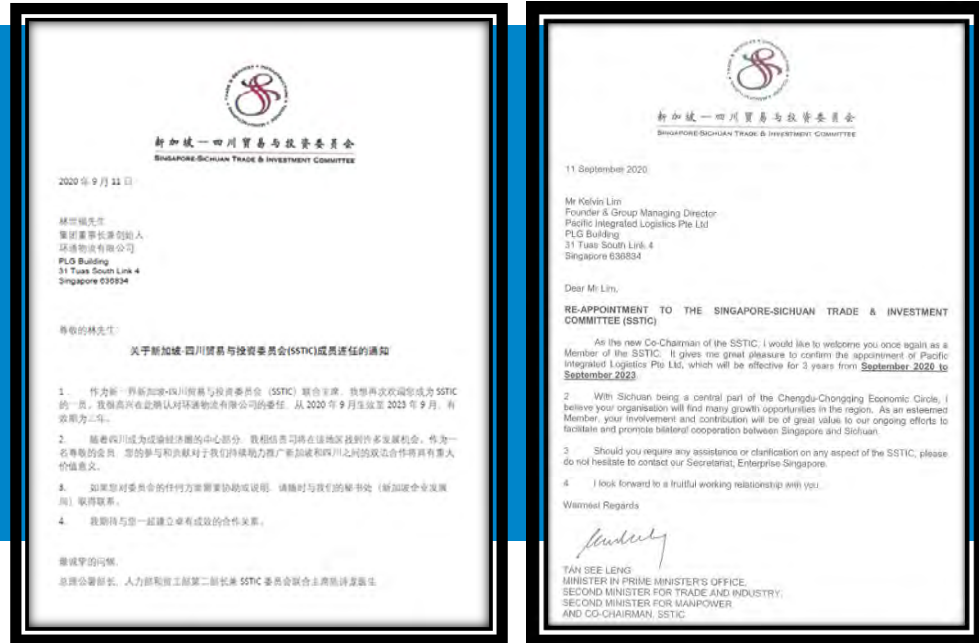 新加坡一四川貿易与投资委員会
SINGAPORE-SICHUAN TRADE & INVESTMENT COMMITTEE
2020 年 9 月 11 日
林世福先生
集团董事长兼创始人
环通物流有限公司
PLG Building
31 Tuas South Link 4
Singapore 636834
尊敬的林先生:
关于新加坡-四川贸易与投资委员会(SSTIC)成员连任的通知
1. 作为新一界新加坡-四川贸易与投资委员会（SSTIC）联合主席，我想再次欢迎您成为 SSTIC
的一员。我很高兴在此确认对环通物流有限公司的委任，从 2020 年 9 月生效至 2023 年 9 月，有
效期为三年。
2. 随着四川成为成渝经济圈的中心部分，我相信贵司将在该地区找到许多发展机会。作为一
名尊敬的会员，您的参与和贡献对于我们持续助力推广新加坡和四川之间的双边合作将具有重大
价值意义。
3. 如果您对委员会的任何方面需要协助或说明，请随时与我们的秘书处（新加坡企业发展
局）取得联系。
4. 我期待与您一起建立卓有成效的合作关系。
最诚挚的问候,
总理公署部长、人力部和贸工部第二部长兼 SSTIC 委员会联合主席陈诗龙医生
新加坡一四川貿易与投资委員会
SINGAPORE-SICHUAN TRADE & INVESTMENT COMMITTEE
11 September 2020
Mr Kelvin Lim
Founder & Group Managing Director
Pacific Integrated Logistics Pte Ltd
PLG Building
31 Tuas South Link 4
Singapore 636834
Dear Mr Lim,
RE-APPOINTMENT TO THE SINGAPORE-SICHUAN TRADE & INVESTMENT
COMMITTEE (SSTIC)
As the new Co-Chairman of the SSTIC, I would like to welcome you once again as a
Member of the SSTIC. It gives me great pleasure to confirm the appointment of Pacific
Integrated Logistics Pte Ltd, which will be effective for 3 years from September 2020 to
September 2023.
2 With Sichuan being a central part of the Chengdu-Chongqing Economic Circle, I
believe your organisation will find many growth opportunities in the region. As an esteemed
Member, your involvement and contribution will be of great value to our ongoing efforts to
facilitate and promote bilateral cooperation between Singapore and Sichuan.
3 Should you require any assistance or clarification on any aspect of the SSTIC, please
do not hesitate to contact our Secretariat, Enterprise Singapore.
4 I look forward to a fruitful working relationship with you.
Warmest Regards
TAN SEE LENG
MINISTER IN PRIME MINISTER'S OFFICE,
SECOND MINISTER FOR TRADE AND INDUSTRY,
SECOND MINISTER FOR MANPOWER
AND CO-CHAIRMAN, SSTIC